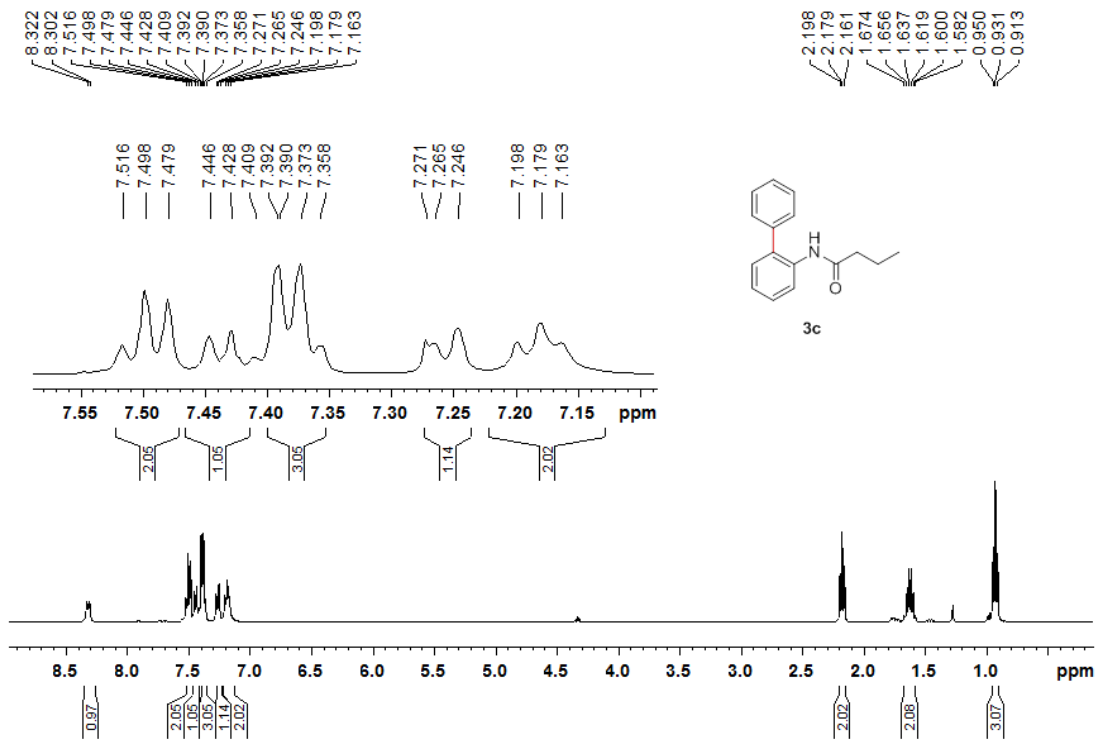 8.322 8.302 7.516 7.498 7.479 7.446 7.428 7.409 7.392 7.390 7.373 7.358 7.271 7.265 7.246 7.198 7.179 7.163
2.198 2.179 2.161 1.674 1.656 1.637 1.619 1.600 1.582 0.950 0.931 0.913
7.516 7.498 7.479 7.446 7.428 7.409 7.392 7.390 7.373 7.358 7.271 7.265 7.246 7.198 7.179 7.163
H
N
O
3c
7.55 7.50 7.45 7.40 7.35 7.30 7.25 7.20 7.15 ppm
2.05 1.05 3.05 1.14 2.02
8.5 8.0 7.5 7.0 6.5 6.0 5.5 5.0 4.5 4.0 3.5 3.0 2.5 2.0 1.5 1.0 ppm
0.97 2.05 1.05 3.05 1.14 2.02 2.02 2.08 3.07